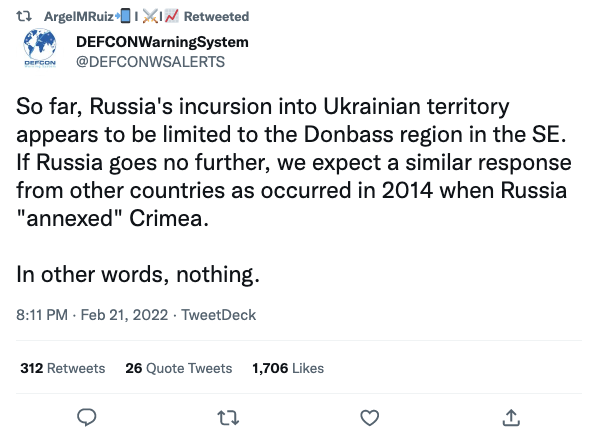 ArgelMRuiz📲 I ⚔️I📈 Retweeted
DEFCON
DEFCONWarningSystem
@DEFCONWSALERTS
So far, Russia's incursion into Ukrainian territory
appears to be limited to the Donbass region in the SE.
If Russia goes no further, we expect a similar response
from other countries as occurred in 2014 when Russia
"annexed" Crimea.
In other words, nothing.
8:11 PM · Feb 21, 2022 · TweetDeck
312 Retweets 26 Quote Tweets 1,706 Likes